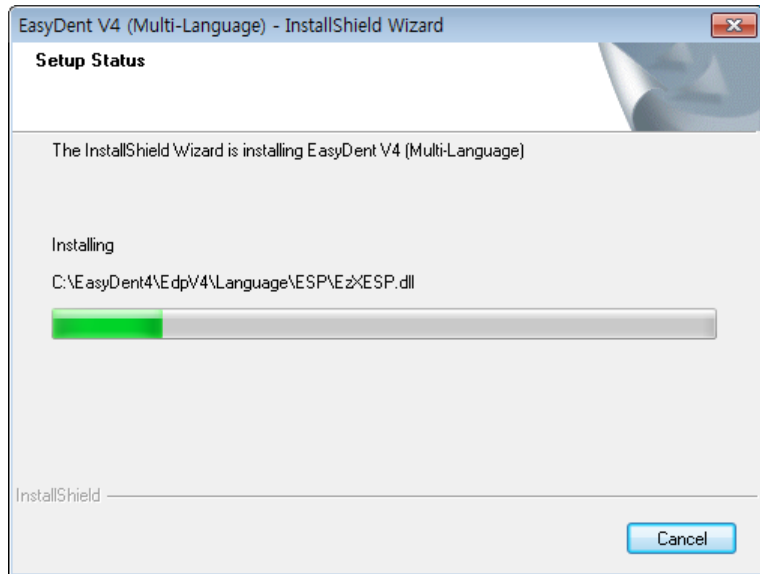 EasyDent V4 (Multi-Language) - InstallShield Wizard
Setup Status
The InstallShield Wizard is installing EasyDent V4 (Multi-Language)
Installing
C:\EasyDent4\EdpV4\Language\ESP\EzXESP.dll
InstallShield
Cancel